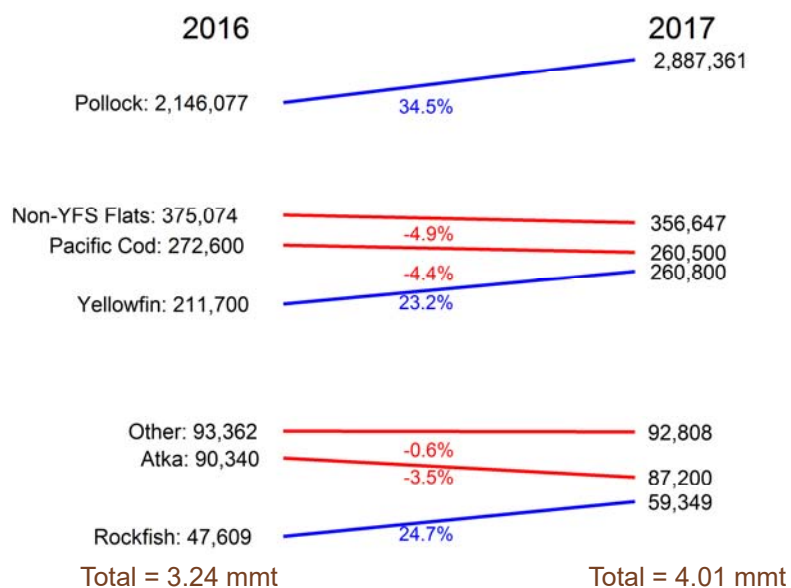 2016 2017
2,887,361
Pollock: 2,146,077
34.5%
Non-YFS Flats: 375,074
356,647
-4.9%
Pacific Cod: 272,600
260,500
-4.4%
260,800
Yellowfin: 211,700
23.2%
Other: 93,362
92,808
-0.6%
Atka: 90,340
-3.5%
87,200
59,349
Rockfish: 47,609
24.7%
Total = 3.24 mmt Total = 4.01 mmt